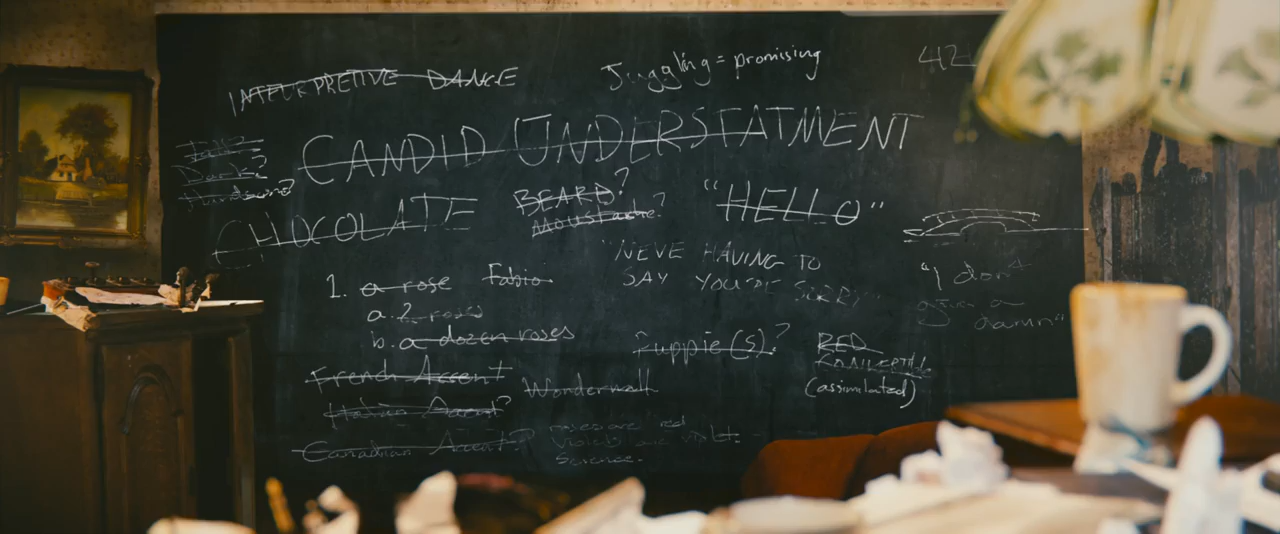 INTERPRETIVE DANCE
Juggling = promising
42
CANDID UNDERSTATMENT
Dark?
Handsome?
CHOCOLATE
BEARD?
Moustache?
"HELLO"
"NEVE HAVING TO
SAY YOU'RE SORRY"
"I don't
give a
damn"
1. a rose Fabio
a. 2 roses
b. a dozen roses
Puppie(s)?
RED
CONVERTIBLE
(assimilated)
French Accent
Wonderwall
Italian Accent?
Canadian Accent?
roses are red
violets are violet.
Science.